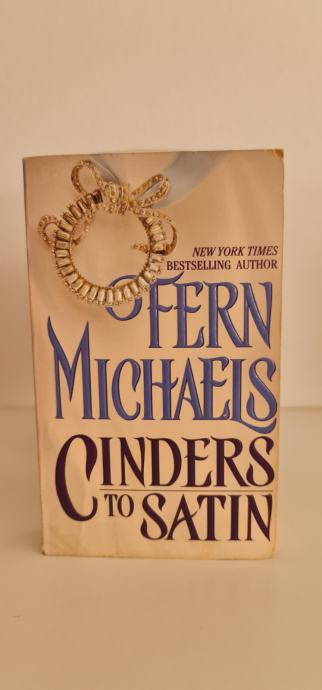 NEW YORK TIMES
BESTSELLING AUTHOR
FERN
MICHAELS
CINDERS
TO SATIN